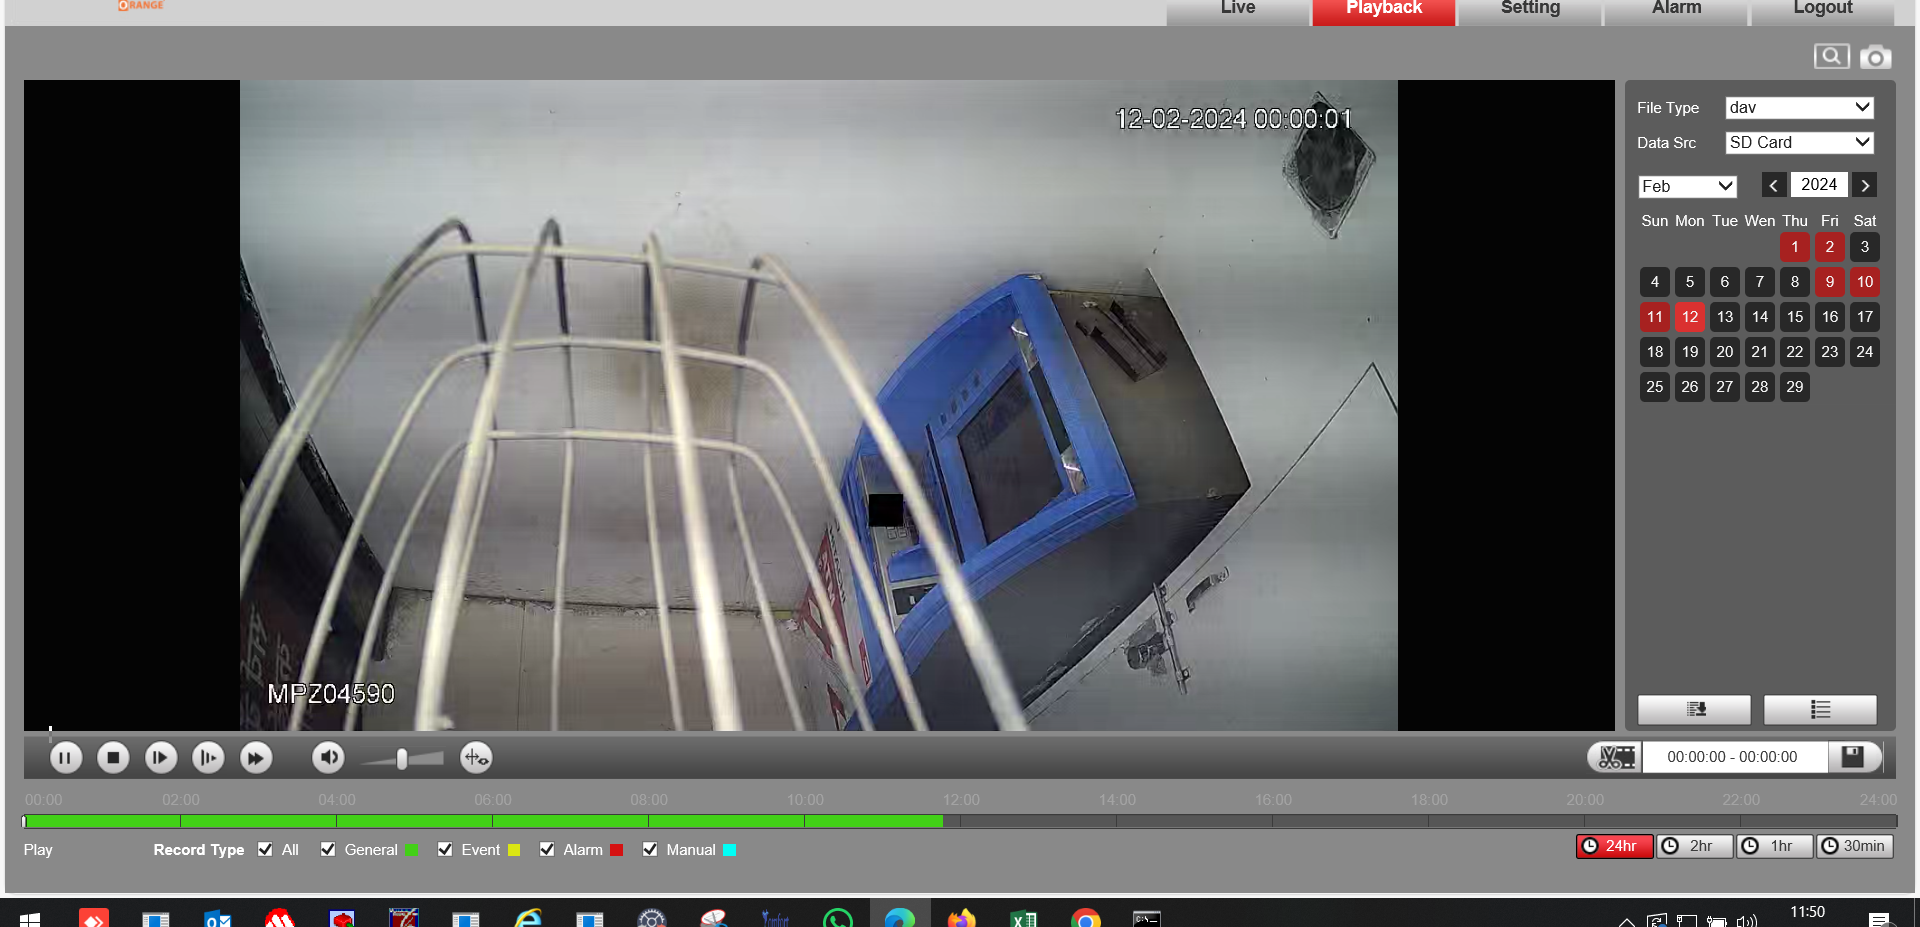 ORANGE
Live Playback Setting Alarm Logout
12-02-2024 00:00:01
MPZ04590
File Type dav
Data Src SD Card
Feb < 2024 >
Sun Mon Tue Wen Thu Fri Sat
1 2 3
4 5 6 7 8 9 10
11 12 13 14 15 16 17
18 19 20 21 22 23 24
25 26 27 28 29
00:00:00 - 00:00:00
00:00 02:00 04:00 06:00 08:00 10:00 12:00 14:00 16:00 18:00 20:00 22:00 24:00
Play Record Type All General Event Alarm Manual
24hr 2hr 1hr 30min
11:50